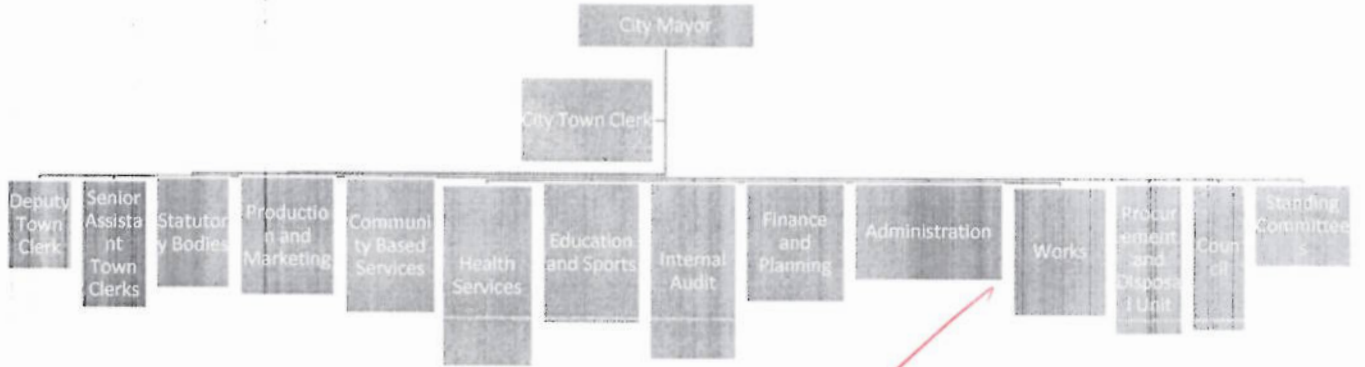 City Mayor
City Town Clerk
Deputy
Town
Clerk
Senior
Assista
nt
Town
Clerks
Statutor
y Bodies
Productio
n and
Marketing
Communi
ty Based
Services
Health
Services
Education
and Sports
Internal
Audit
Finance
and
Planning
Administration
Works
Procur
ement
and
Disposa
l Unit
Coun
cil
Standing
Committee
s